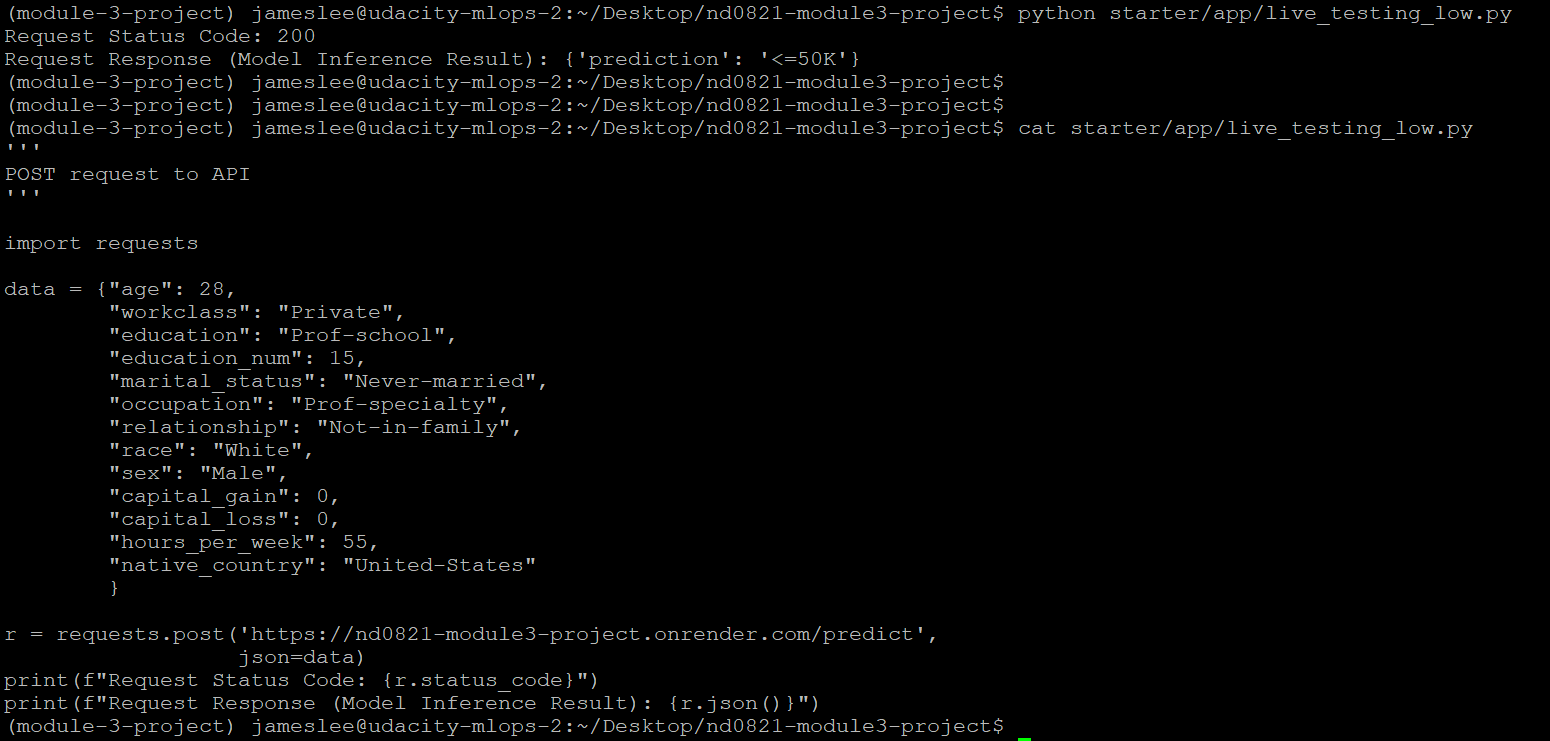 (module-3-project) jameslee@udacity-mlops-2:~/Desktop/nd0821-module3-project$ python starter/app/live_testing_low.py
Request Status Code: 200
Request Response (Model Inference Result): {'prediction': '<=50K'}
(module-3-project) jameslee@udacity-mlops-2:~/Desktop/nd0821-module3-project$
(module-3-project) jameslee@udacity-mlops-2:~/Desktop/nd0821-module3-project$
(module-3-project) jameslee@udacity-mlops-2:~/Desktop/nd0821-module3-project$ cat starter/app/live_testing_low.py
'''
POST request to API
'''

import requests

data = {"age": 28,
        "workclass": "Private",
        "education": "Prof-school",
        "education_num": 15,
        "marital_status": "Never-married",
        "occupation": "Prof-specialty",
        "relationship": "Not-in-family",
        "race": "White",
        "sex": "Male",
        "capital_gain": 0,
        "capital_loss": 0,
        "hours_per_week": 55,
        "native_country": "United-States"
        }

r = requests.post('https://nd0821-module3-project.onrender.com/predict',
                  json=data)
print(f"Request Status Code: {r.status_code}")
print(f"Request Response (Model Inference Result): {r.json()}")
(module-3-project) jameslee@udacity-mlops-2:~/Desktop/nd0821-module3-project$